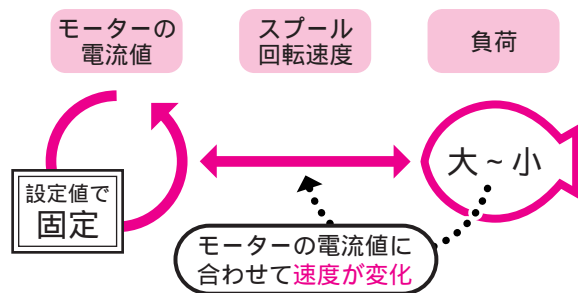 モーターの
電流値
スプール
回転速度
負荷
大~小
設定値で
固定
モーターの電流値に
合わせて速度が変化